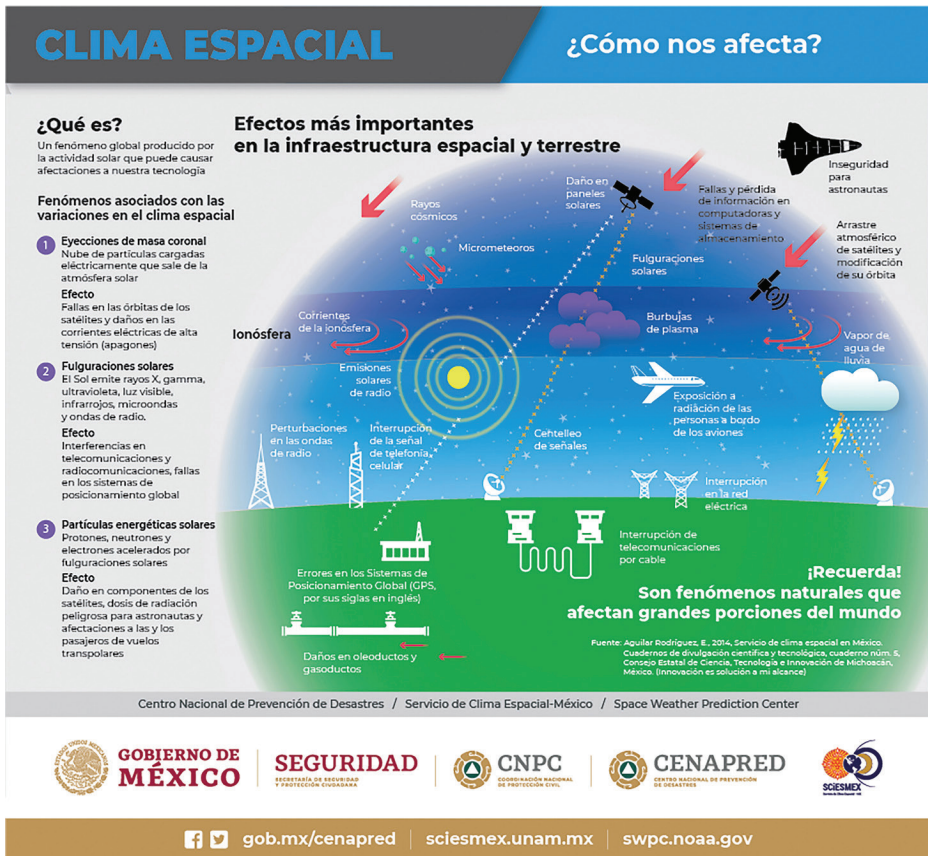 CLIMA ESPACIAL
¿Cómo nos afecta?
¿Qué es?
Un fenómeno global producido por
la actividad solar que puede causar
afectaciones a nuestra tecnología
Fenómenos asociados con las
variaciones en el clima espacial
1 Eyecciones de masa coronal
Nube de partículas cargadas
eléctricamente que sale de la
atmósfera solar
Efecto
Fallas en las órbitas de los
satélites y daños en las
corrientes eléctricas de alta
tensión (apagones)
2 Fulguraciones solares
El Sol emite rayos X, gamma,
ultravioleta, luz visible,
infrarrojos, microondas
y ondas de radio.
Efecto
Interferencias en
telecomunicaciones y
radiocomunicaciones, fallas
en los sistemas de
posicionamiento global
3 Partículas energéticas solares
Protones, neutrones y
electrones acelerados por
fulguraciones solares
Efecto
Daño en componentes de los
satélites, dosis de radiación
peligrosa para astronautas y
afectaciones a las y los
pasajeros de vuelos
transpolares
Efectos más importantes
en la infraestructura espacial y terrestre
Rayos
cósmicos
Micrometeoros
Daño en
paneles
solares
Fallas y pérdida
de información en
computadoras y
sistemas de
almacenamiento
Inseguridad
para
astronautas
Arrastre
atmosférico
de satélites y
modificación
de su órbita
Fulguraciones
solares
Ionósfera
Corrientes
de la ionósfera
Burbujas
de plasma
Vapor de
agua de
lluvia
Emisiones
solares
de radio
Exposición a
radiación de las
personas a bordo
de los aviones
Perturbaciones
en las ondas
de radio
Interrupción
de la señal
de telefonía
celular
Centelleo
de señales
Interrupción
en la red
eléctrica
Interrupción de
telecomunicaciones
por cable
Errores en los Sistemas de
Posicionamiento Global (GPS,
por sus siglas en inglés)
Daños en oleoductos y
gasoductos
¡Recuerda!
Son fenómenos naturales que
afectan grandes porciones del mundo
Fuente: Aguilar Rodríguez, E., 2014, Servicio de clima espacial en México.
Cuadernos de divulgación científica y tecnológica, cuaderno núm. 5,
Consejo Estatal de Ciencia, Tecnología e Innovación de Michoacán,
México. (Innovación es solución a mi alcance)
Centro Nacional de Prevención de Desastres / Servicio de Clima Espacial-México / Space Weather Prediction Center
ESTADOS UNIDOS MEXICANOS
GOBIERNO DE
MÉXICO
SEGURIDAD
SECRETARÍA DE SEGURIDAD
Y PROTECCIÓN CIUDADANA
CNPC
COORDINACIÓN NACIONAL
DE PROTECCIÓN CIVIL
CENAPRED
CENTRO NACIONAL DE PREVENCIÓN
DE DESASTRES
SCiESMEX
gob.mx/cenapred | sciesmex.unam.mx | swpc.noaa.gov